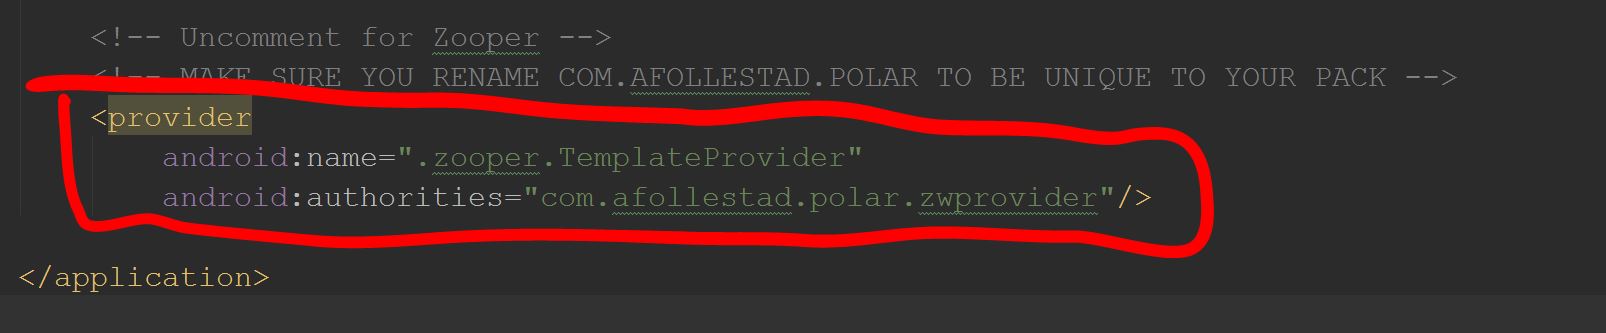 <!-- Uncomment for Zooper -->
<!-- MAKE SURE YOU RENAME COM.AFOLLESTAD.POLAR TO BE UNIQUE TO YOUR PACK -->
<provider
android:name=".zooper.TemplateProvider"
android:authorities="com.afollestad.polar.zwprovider"/>
</application>